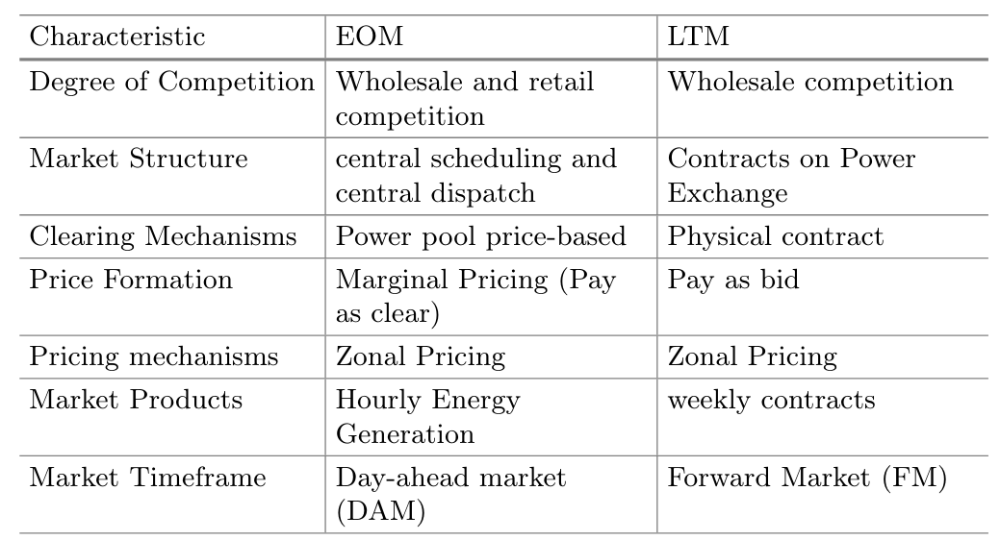 Characteristic EOM LTM
Degree of Competition Wholesale and retail Wholesale competition
competition
Market Structure central scheduling and Contracts on Power
central dispatch Exchange
Clearing Mechanisms Power pool price-based Physical contract
Price Formation Marginal Pricing (Pay Pay as bid
as clear)
Pricing mechanisms Zonal Pricing Zonal Pricing
Market Products Hourly Energy weekly contracts
Generation
Market Timeframe Day-ahead market Forward Market (FM)
(DAM)